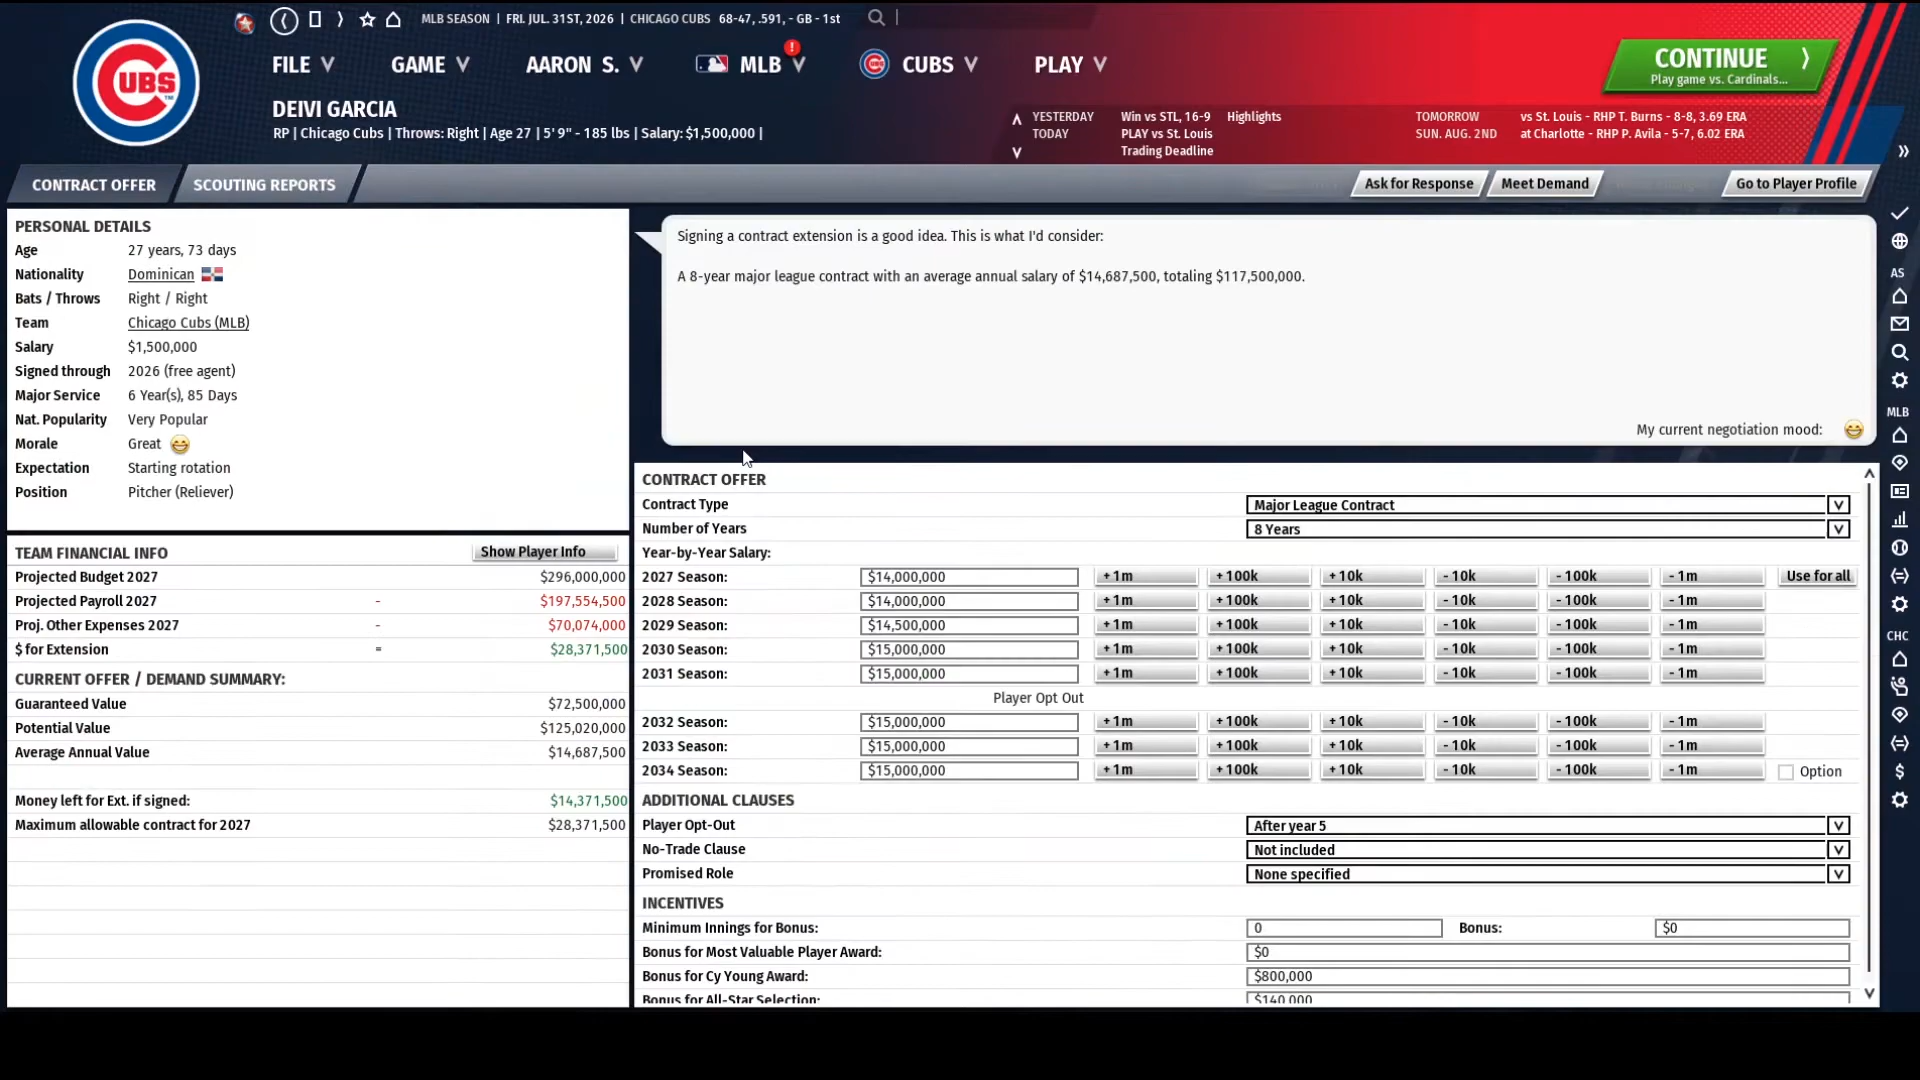 MLB SEASON | FRI. JUL. 31ST, 2026 | CHICAGO CUBS 68-47, .591, - GB - 1st
CUBS
FILE
GAME
AARON S.
MLB
CUBS
PLAY
CONTINUE
Play game vs. Cardinals...
DEIVI GARCIA
RP | Chicago Cubs | Throws: Right | Age 27 | 5' 9" - 185 lbs | Salary: $1,500,000 |
YESTERDAY Win vs STL, 16-9 Highlights
TODAY PLAY vs St. Louis
Trading Deadline
TOMORROW vs St. Louis - RHP T. Burns - 8-8, 3.69 ERA
SUN. AUG. 2ND at Charlotte - RHP P. Avila - 5-7, 6.02 ERA
CONTRACT OFFER
SCOUTING REPORTS
Ask for Response
Meet Demand
Go to Player Profile
PERSONAL DETAILS
Age 27 years, 73 days
Nationality Dominican
Bats / Throws Right / Right
Team Chicago Cubs (MLB)
Salary $1,500,000
Signed through 2026 (free agent)
Major Service 6 Year(s), 85 Days
Nat. Popularity Very Popular
Morale Great
Expectation Starting rotation
Position Pitcher (Reliever)
TEAM FINANCIAL INFO Show Player Info
Projected Budget 2027 $296,000,000
Projected Payroll 2027 - $197,554,500
Proj. Other Expenses 2027 - $70,074,000
$ for Extension = $28,371,500
CURRENT OFFER / DEMAND SUMMARY:
Guaranteed Value $72,500,000
Potential Value $125,020,000
Average Annual Value $14,687,500
Money left for Ext. if signed: $14,371,500
Maximum allowable contract for 2027 $28,371,500
Signing a contract extension is a good idea. This is what I'd consider:
A 8-year major league contract with an average annual salary of $14,687,500, totaling $117,500,000.
My current negotiation mood:
CONTRACT OFFER
Contract Type Major League Contract
Number of Years 8 Years
Year-by-Year Salary:
2027 Season: $14,000,000 +1m +100k +10k -10k -100k -1m Use for all
2028 Season: $14,000,000 +1m +100k +10k -10k -100k -1m
2029 Season: $14,500,000 +1m +100k +10k -10k -100k -1m
2030 Season: $15,000,000 +1m +100k +10k -10k -100k -1m
2031 Season: $15,000,000 +1m +100k +10k -10k -100k -1m
Player Opt Out
2032 Season: $15,000,000 +1m +100k +10k -10k -100k -1m
2033 Season: $15,000,000 +1m +100k +10k -10k -100k -1m
2034 Season: $15,000,000 +1m +100k +10k -10k -100k -1m Option
ADDITIONAL CLAUSES
Player Opt-Out After year 5
No-Trade Clause Not included
Promised Role None specified
INCENTIVES
Minimum Innings for Bonus: 0 Bonus: $0
Bonus for Most Valuable Player Award: $0
Bonus for Cy Young Award: $800,000
Bonus for All-Star Selection: $140,000
AS
MLB
CHC